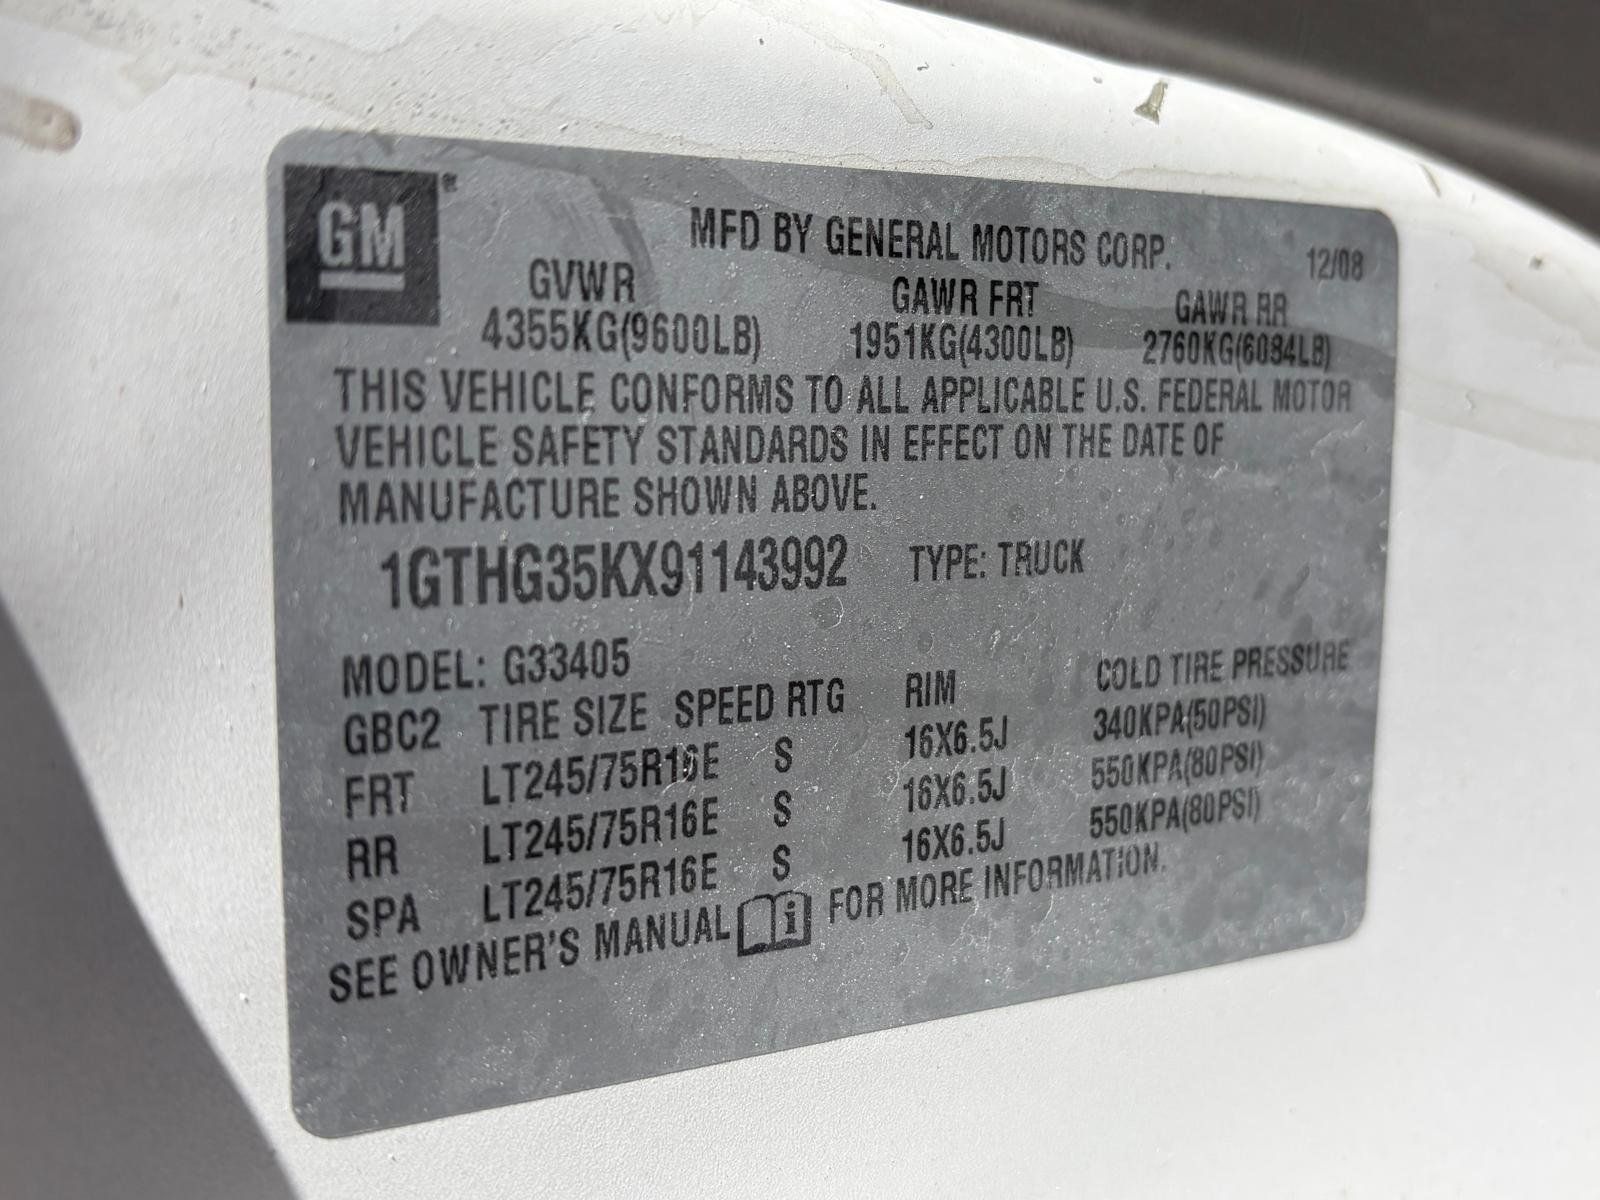 GM
MFD BY GENERAL MOTORS CORP.
12/08
GVWR GAWR FRT GAWR RR
4355KG(9600LB) 1951KG(4300LB) 2760KG(6084LB)
THIS VEHICLE CONFORMS TO ALL APPLICABLE U.S. FEDERAL MOTOR
VEHICLE SAFETY STANDARDS IN EFFECT ON THE DATE OF
MANUFACTURE SHOWN ABOVE.
1GTHG35KX91143992 TYPE: TRUCK
MODEL: G33405
GBC2 TIRE SIZE SPEED RTG RIM COLD TIRE PRESSURE
FRT LT245/75R16E S 16X6.5J 340KPA(50PSI)
RR LT245/75R16E S 16X6.5J 550KPA(80PSI)
SPA LT245/75R16E S 16X6.5J 550KPA(80PSI)
SEE OWNER'S MANUAL i FOR MORE INFORMATION.